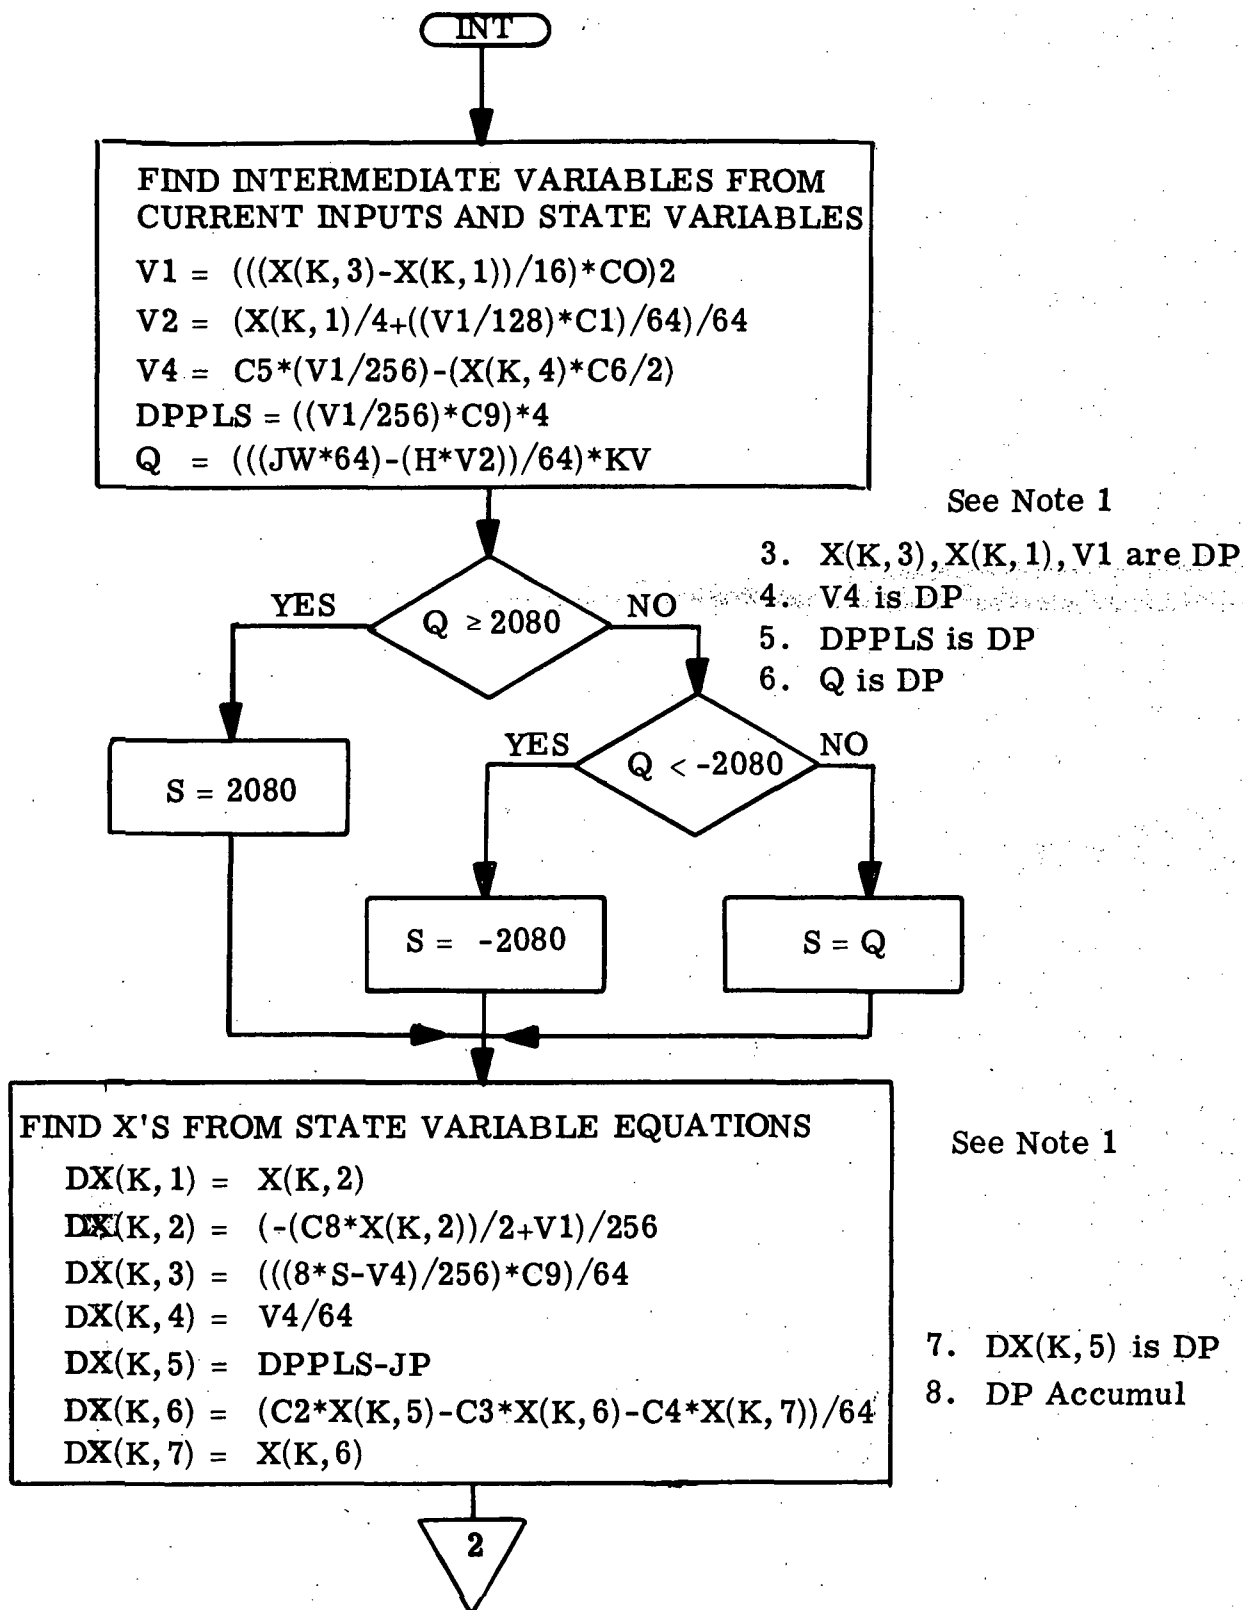 INT
FIND INTERMEDIATE VARIABLES FROM
CURRENT INPUTS AND STATE VARIABLES
V1 = (((X(K,3)-X(K,1))/16)*CO)2
V2 = (X(K,1)/4+((V1/128)*C1)/64)/64
V4 = C5*(V1/256)-(X(K,4)*C6/2)
DPPLS = ((V1/256)*C9)*4
Q = (((JW*64)-(H*V2))/64)*KV
See Note 1
3. X(K,3),X(K,1),V1 are DP
4. V4 is DP
5. DPPLS is DP
6. Q is DP
YES
Q ≥ 2080
NO
S = 2080
YES
Q < -2080
NO
S = -2080
S = Q
FIND X'S FROM STATE VARIABLE EQUATIONS
DX(K,1) = X(K,2)
DX(K,2) = (-(C8*X(K,2))/2+V1)/256
DX(K,3) = (((8*S-V4)/256)*C9)/64
DX(K,4) = V4/64
DX(K,5) = DPPLS-JP
DX(K,6) = (C2*X(K,5)-C3*X(K,6)-C4*X(K,7))/64
DX(K,7) = X(K,6)
See Note 1
7. DX(K,5) is DP
8. DP Accumul
2